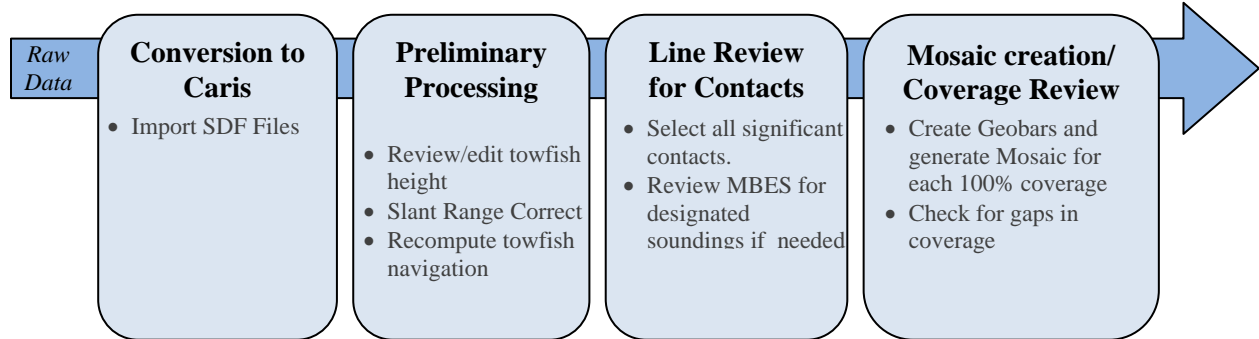 Raw
Data
Conversion to
Caris
• Import SDF Files
Preliminary
Processing
• Review/edit towfish
height
• Slant Range Correct
• Recompute towfish
navigation
Line Review
for Contacts
• Select all significant
contacts.
• Review MBES for
designated
soundings if  needed
Mosaic creation/
Coverage Review
• Create Geobars and
generate Mosaic for
each 100% coverage
• Check for gaps in
coverage